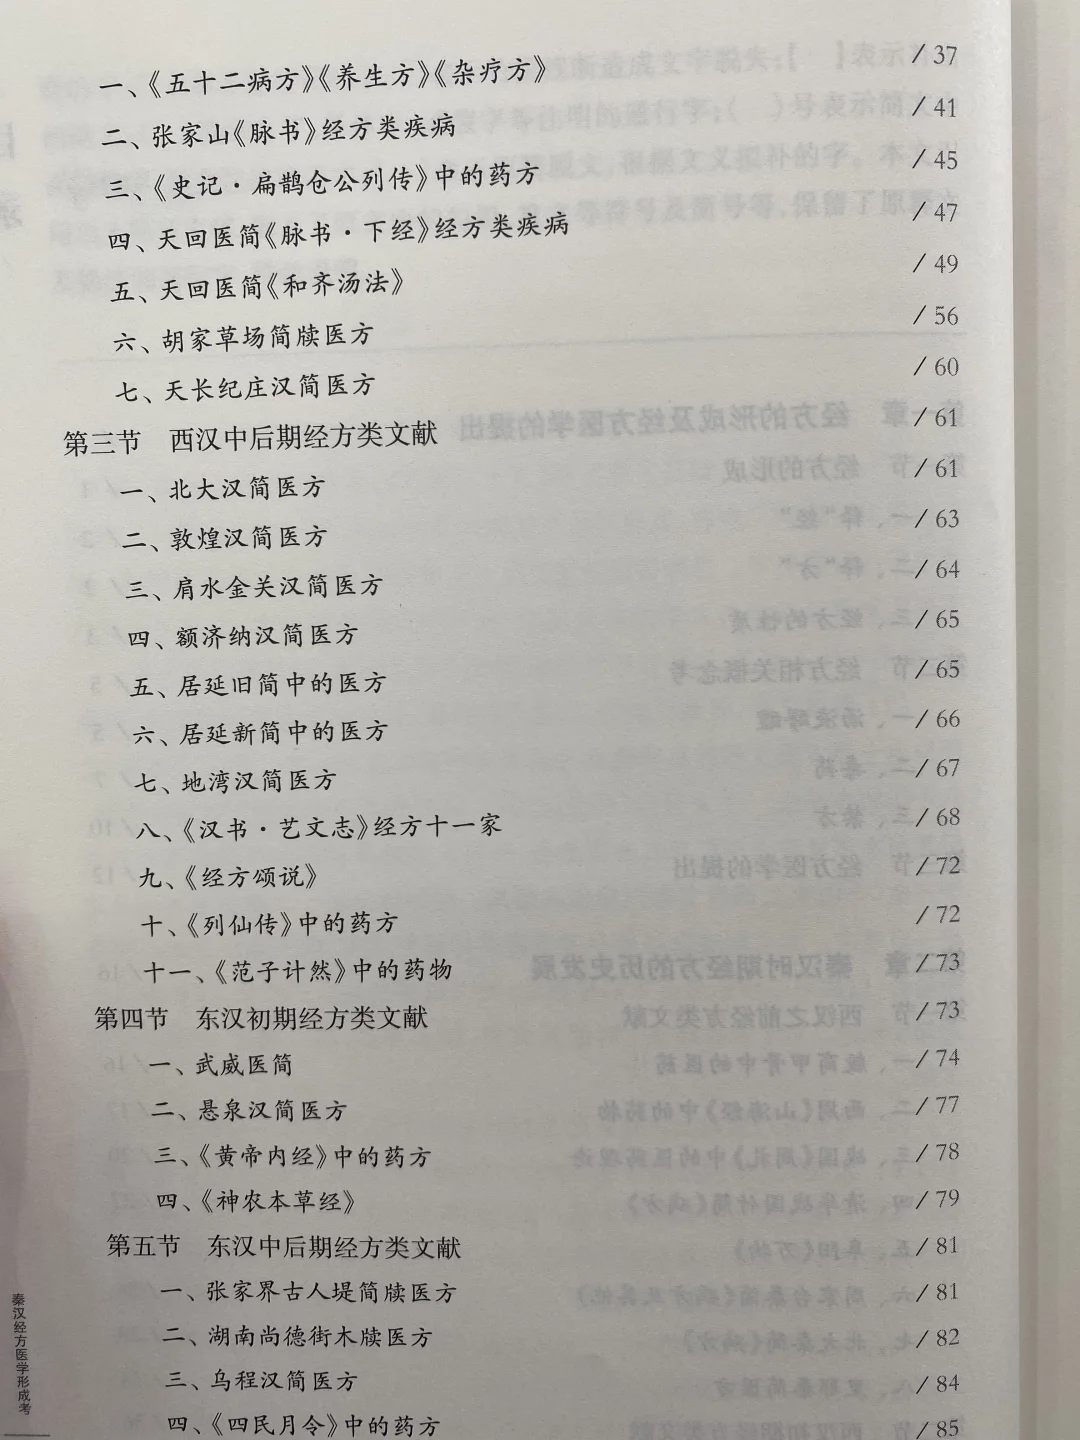 一、《五十二病方》《养生方》《杂疗方》 / 37
二、张家山《脉书》经方类疾病 / 41
三、《史记·扁鹊仓公列传》中的药方 / 45
四、天回医简《脉书·下经》经方类疾病 / 47
五、天回医简《和齐汤法》 / 49
六、胡家草场简牍医方 / 56
七、天长纪庄汉简医方 / 60
第三节 西汉中后期经方类文献 / 61
一、北大汉简医方 / 61
二、敦煌汉简医方 / 63
三、肩水金关汉简医方 / 64
四、额济纳汉简医方 / 65
五、居延旧简中的医方 / 65
六、居延新简中的医方 / 66
七、地湾汉简医方 / 67
八、《汉书·艺文志》经方十一家 / 68
九、《经方颂说》 / 72
十、《列仙传》中的药方 / 72
十一、《范子计然》中的药物 / 73
第四节 东汉初期经方类文献 / 73
一、武威医简 / 74
二、悬泉汉简医方 / 77
三、《黄帝内经》中的药方 / 78
四、《神农本草经》 / 79
第五节 东汉中后期经方类文献 / 81
一、张家界古人堤简牍医方 / 81
二、湖南尚德街木牍医方 / 82
三、乌程汉简医方 / 84
四、《四民月令》中的药方 / 85
秦汉经方医学形成考